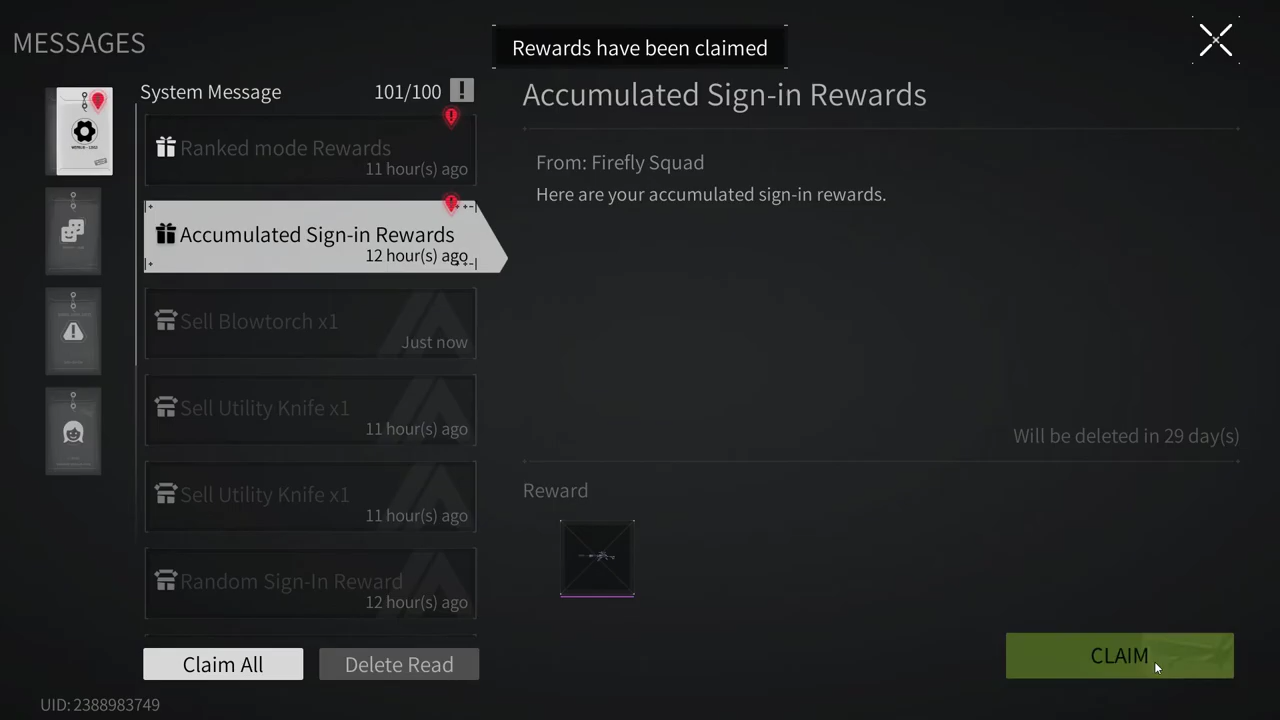 MESSAGES
Rewards have been claimed
System Message 101/100
Ranked mode Rewards
11 hour(s) ago
Accumulated Sign-in Rewards
12 hour(s) ago
Sell Blowtorch x1
Just now
Sell Utility Knife x1
11 hour(s) ago
Sell Utility Knife x1
11 hour(s) ago
Random Sign-In Reward
12 hour(s) ago
Claim All
Delete Read
Accumulated Sign-in Rewards
From: Firefly Squad
Here are your accumulated sign-in rewards.
Will be deleted in 29 day(s)
Reward
CLAIM
UID: 2388983749